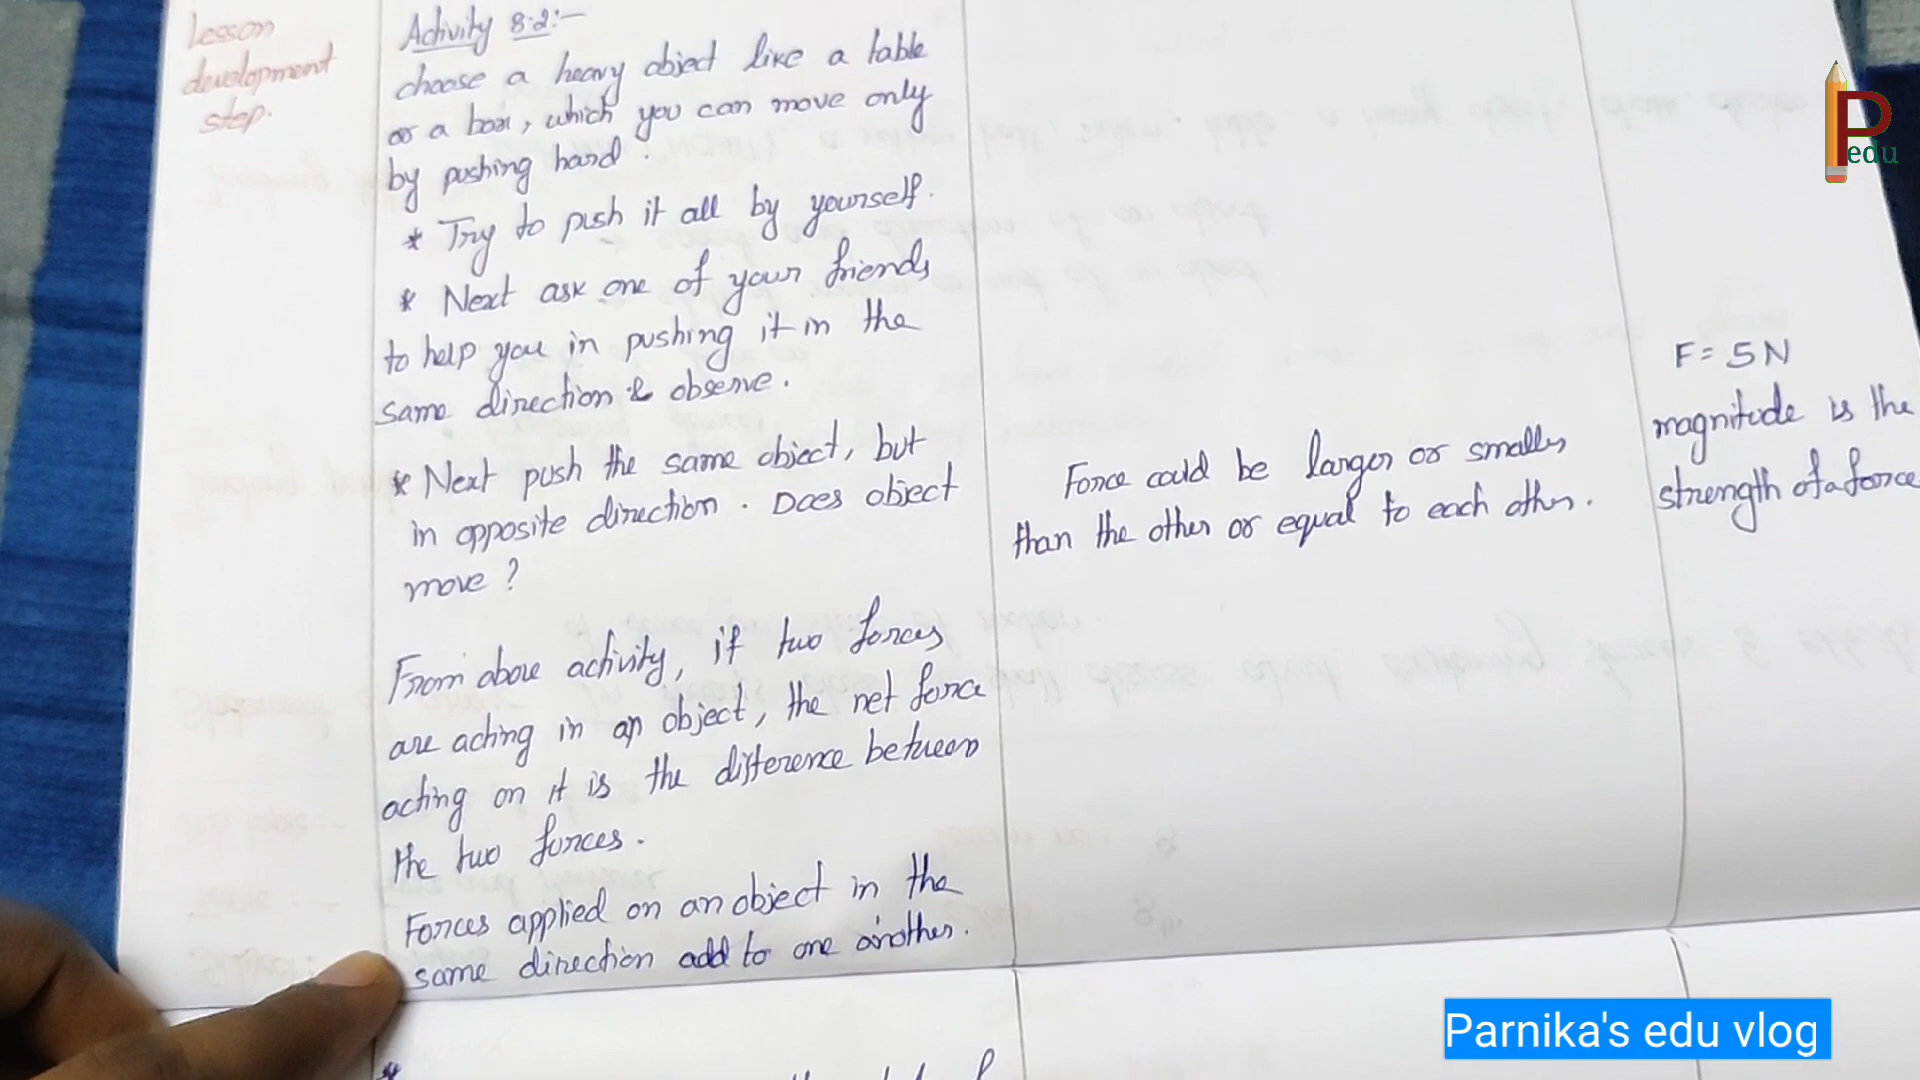 Lesson
development
step.
Activity 8.2:-
choose a heavy object like a table
or a box, which you can move only
by pushing hard.
* Try to push it all by yourself.
* Next ask one of your friends
to help you in pushing it in the
same direction & observe.
* Next push the same object, but
in opposite direction. Does object
move?
From above activity, if two forces
are acting in an object, the net force
acting on it is the difference between
the two forces.
Forces applied on an object in the
same direction add to one another.
Force could be larger or smaller
than the other or equal to each other.
F = 5N
magnitude is the
strength of a force
P
edu
Parnika's edu vlog